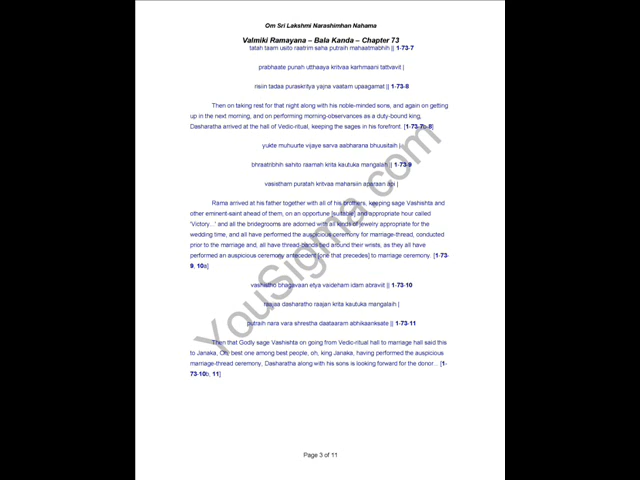 Om Sri Lakshmi Narashimhan Nahama
Valmiki Ramayana – Bala Kanda – Chapter 73
tatah taam usito raatrim saha putraih mahaatmabhih || 1-73-7
prabhaate punah utthaaya kritvaa karhmaani tattvavit |
risiin tadaa puraskritya yajna vaatam upaagamat || 1-73-8
Then on taking rest for that night along with his noble-minded sons, and again on getting
up in the next morning, and on performing morning-observances as a duty-bound king,
Dasharatha arrived at the hall of Vedic-ritual, keeping the sages in his forefront. [1-73-7b-8]
yukte muhuurte vijaye sarva aabharana bhuusitaih |
bhraatribhih sahito raamah krita kautuka mangalah || 1-73-9
vasistham puratah kritvaa maharsiin aparaan api |
Rama arrived at his father together with all of his brothers, keeping sage Vashishta and
other eminent-saint ahead of them, on an opportune [suitable] and appropriate hour called
'Victory...' and all the bridegrooms are adorned with all kinds of jewelry appropriate for the
wedding time, and all have performed the auspicious ceremony for marriage-thread, conducted
prior to the marriage and, all have thread-bands tied around their wrists, as they all have
performed an auspicious ceremony antecedent [one that precedes] to marriage ceremony. [1-73-
9, 10a]
vashistho bhagavaan etya vaideham idam abraviit || 1-73-10
raajaa dasharatho raajan krita kautuka mangalaih |
putraih nara vara shrestha daataaram abhikaanksate || 1-73-11
Then that Godly sage Vashishta on going from Vedic-ritual hall to marriage hall said this
to Janaka, Oh, best one among best people, oh, king Janaka, having performed the auspicious
marriage-thread ceremony, Dasharatha along with his sons is looking forward for the donor... [1-
73-10b, 11]
YouSigma.com
Page 3 of 11